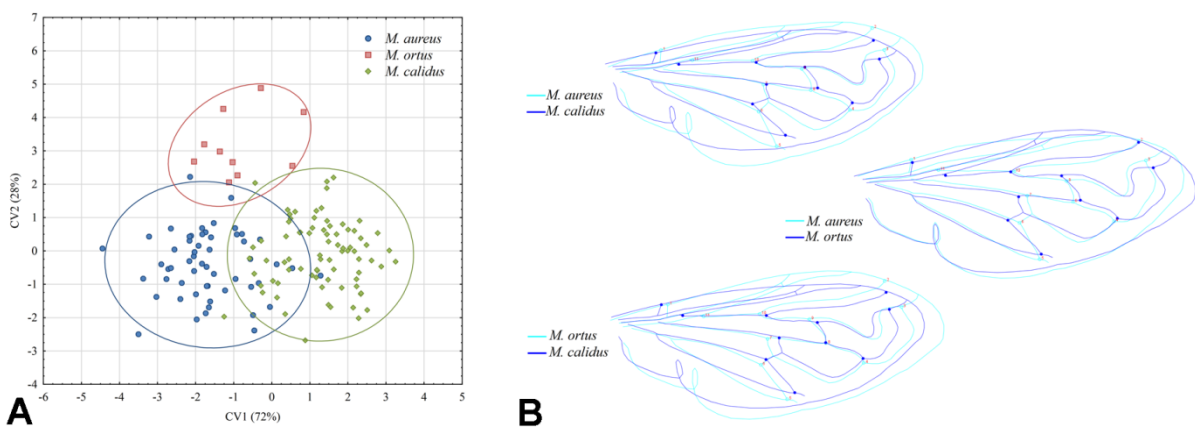 7
6
5
4
3
2
1
0
-1
-2
-3
-4
CV2 (28%)
M. aureus
M. ortus
M. calidus
-6 -5 -4 -3 -2 -1 0 1 2 3 4 5
CV1 (72%)
A
M. aureus
M. calidus
M. aureus
M. ortus
M. ortus
M. calidus
B